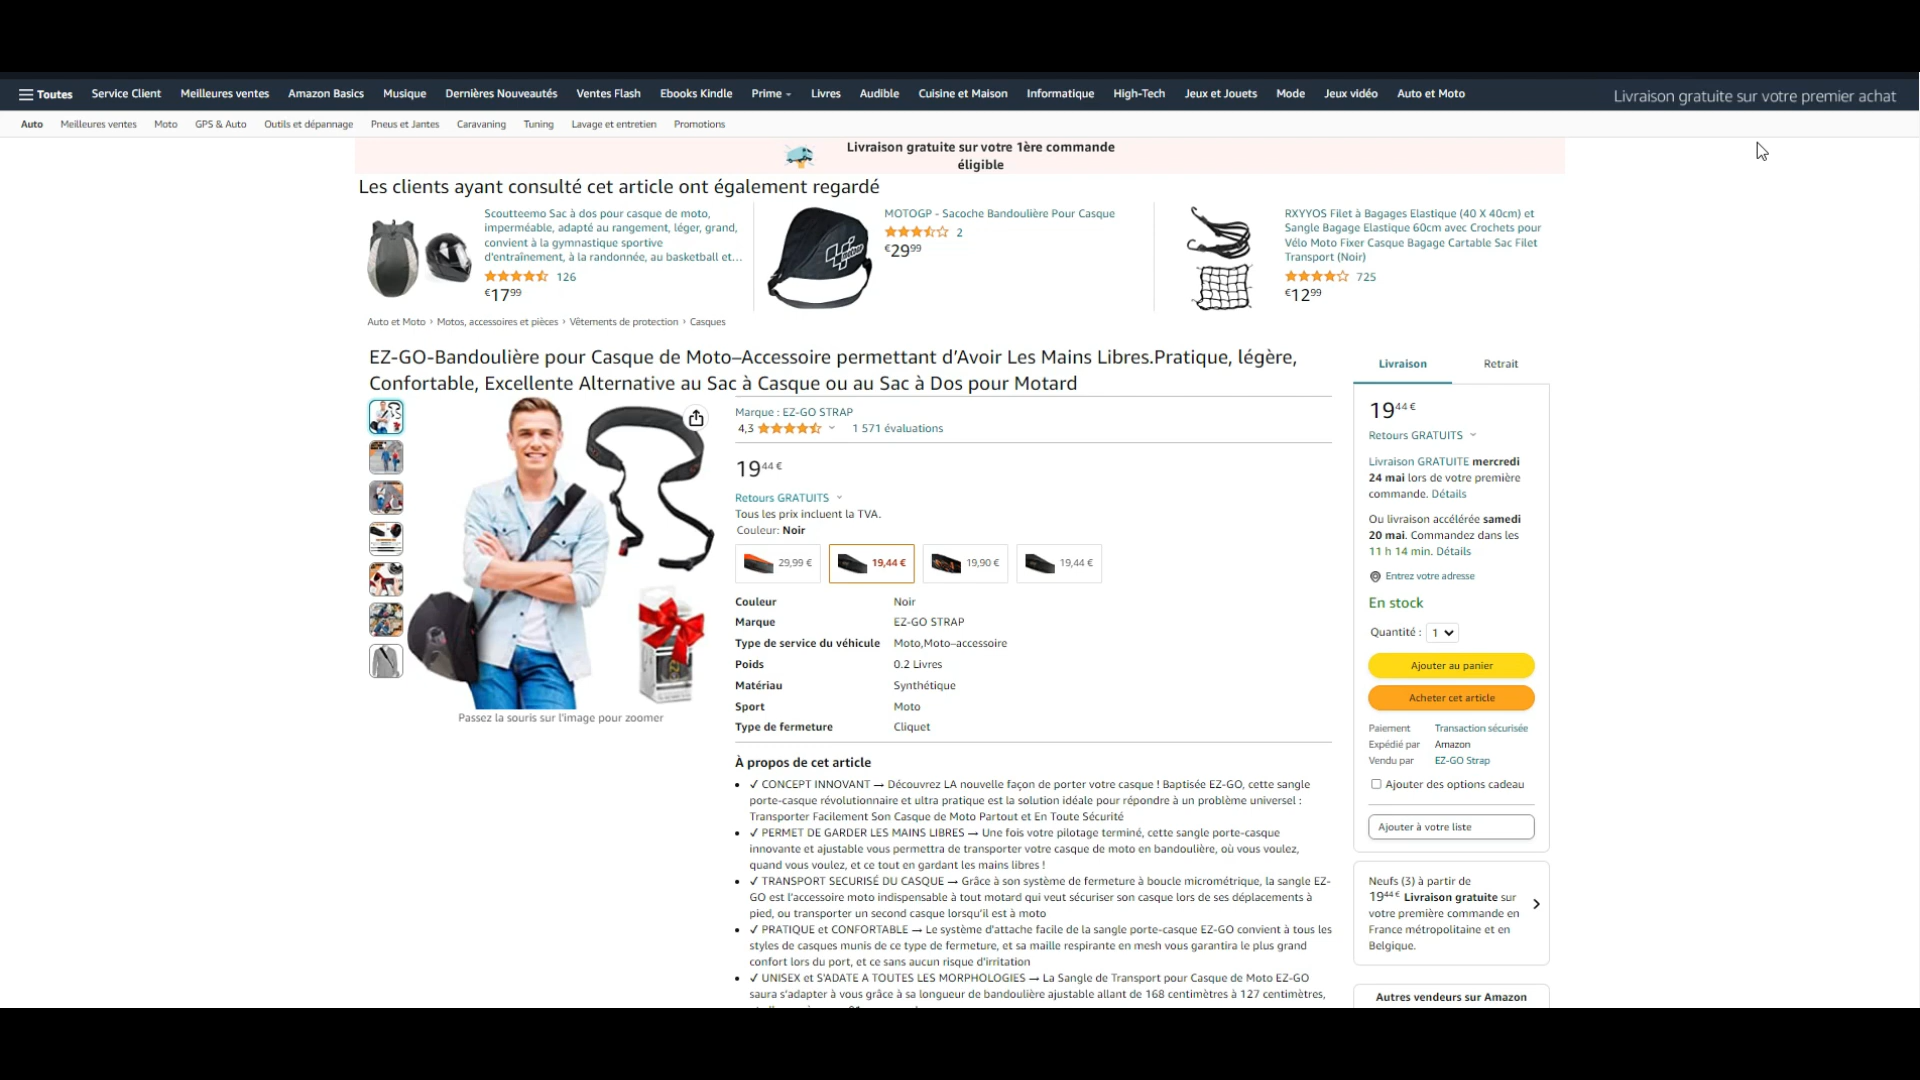 Toutes Service Client Meilleures ventes Amazon Basics Musique Dernières Nouveautés Ventes Flash Ebooks Kindle Prime Livres Audible Cuisine et Maison Informatique High-Tech Jeux et Jouets Mode Jeux vidéo Auto et Moto Livraison gratuite sur votre premier achat
Auto Meilleures ventes Moto GPS & Auto Outils et dépannage Pneus et Jantes Caravaning Tuning Lavage et entretien Promotions
Livraison gratuite sur votre 1ère commande
éligible
Les clients ayant consulté cet article ont également regardé
Scoutteemo Sac à dos pour casque de moto,
imperméable, adapté au rangement, léger, grand,
convient à la gymnastique sportive
d'entraînement, à la randonnée, au basketball et...
126
€17⁹⁹
MOTOGP - Sacoche Bandoulière Pour Casque
2
€29⁹⁹
RXYYOS Filet à Bagages Elastique (40 X 40cm) et
Sangle Bagage Elastique 60cm avec Crochets pour
Vélo Moto Fixer Casque Bagage Cartable Sac Filet
Transport (Noir)
725
€12⁹⁹
Auto et Moto › Motos, accessoires et pièces › Vêtements de protection › Casques
EZ-GO-Bandoulière pour Casque de Moto–Accessoire permettant d’Avoir Les Mains Libres.Pratique, légère,
Confortable, Excellente Alternative au Sac à Casque ou au Sac à Dos pour Motard
Passez la souris sur l'image pour zoomer
Marque : EZ-GO STRAP
4,3 1 571 évaluations
19⁴⁴ €
Retours GRATUITS
Tous les prix incluent la TVA.
Couleur: Noir
29,99 € 19,44 € 19,90 € 19,44 €
Couleur Noir
Marque EZ-GO STRAP
Type de service du véhicule Moto,Moto–accessoire
Poids 0.2 Livres
Matériau Synthétique
Sport Moto
Type de fermeture Cliquet
À propos de cet article
• ✓ CONCEPT INNOVANT → Découvrez LA nouvelle façon de porter votre casque ! Baptisée EZ-GO, cette sangle
porte-casque révolutionnaire et ultra pratique est la solution idéale pour répondre à un problème universel :
Transporter Facilement Son Casque de Moto Partout et En Toute Sécurité
• ✓ PERMET DE GARDER LES MAINS LIBRES → Une fois votre pilotage terminé, cette sangle porte-casque
innovante et ajustable vous permettra de transporter votre casque de moto en bandoulière, où vous voulez,
quand vous voulez, et ce tout en gardant les mains libres !
• ✓ TRANSPORT SECURISÉ DU CASQUE → Grâce à son système de fermeture à boucle micrométrique, la sangle EZ-
GO est l'accessoire moto indispensable à tout motard qui veut sécuriser son casque lors de ses déplacements à
pied, ou transporter un second casque lorsqu'il est à moto
• ✓ PRATIQUE et CONFORTABLE → Le système d'attache facile de la sangle porte-casque EZ-GO convient à tous les
styles de casques munis de ce type de fermeture, et sa maille respirante en mesh vous garantira le plus grand
confort lors du port, et ce sans aucun risque d'irritation
• ✓ UNISEX et S'ADATE A TOUTES LES MORPHOLOGIES → La Sangle de Transport pour Casque de Moto EZ-GO
saura s'adapter à vous grâce à sa longueur de bandoulière ajustable allant de 168 centimètres à 127 centimètres,
Livraison Retrait
19⁴⁴ €
Retours GRATUITS
Livraison GRATUITE mercredi
24 mai lors de votre première
commande. Détails
Ou livraison accélérée samedi
20 mai. Commandez dans les
11 h 14 min. Détails
Entrez votre adresse
En stock
Quantité : 1
Ajouter au panier
Acheter cet article
Paiement Transaction sécurisée
Expédié par Amazon
Vendu par EZ-GO Strap
Ajouter des options cadeau
Ajouter à votre liste
Neufs (3) à partir de
19⁴⁴ € Livraison gratuite sur
votre première commande en
France métropolitaine et en
Belgique.
Autres vendeurs sur Amazon